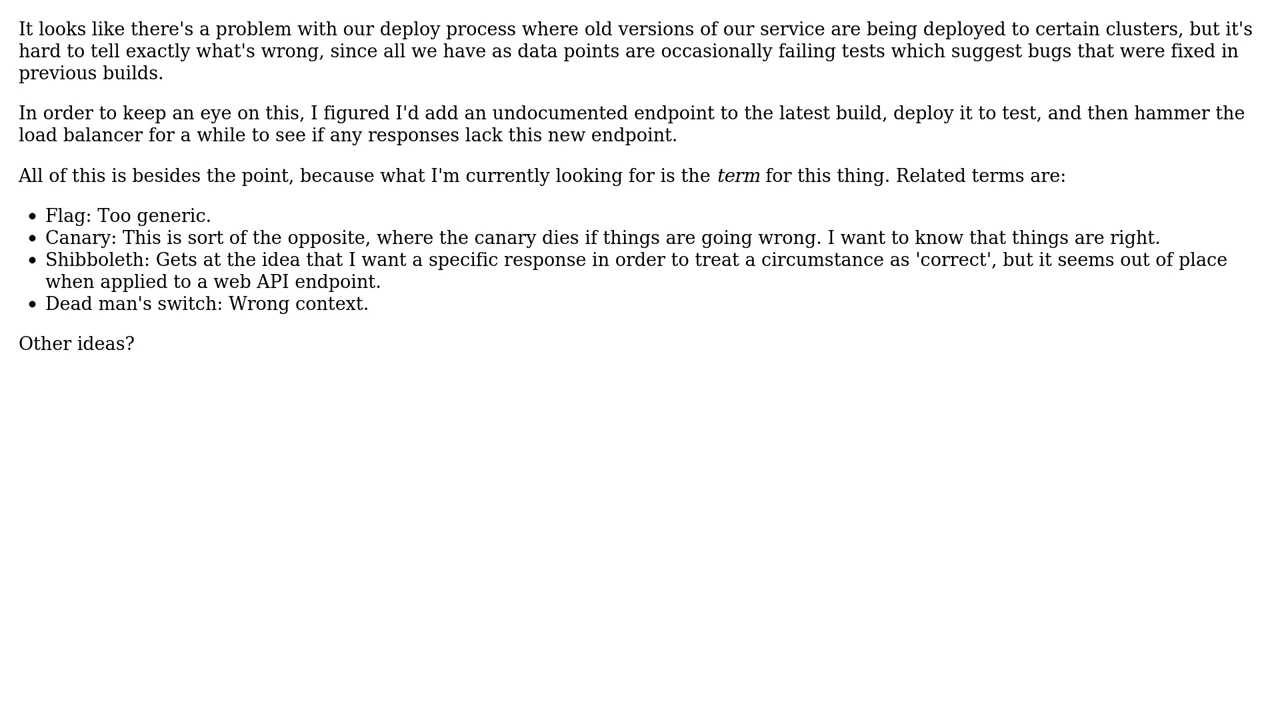 It looks like there's a problem with our deploy process where old versions of our service are being deployed to certain clusters, but it's
hard to tell exactly what's wrong, since all we have as data points are occasionally failing tests which suggest bugs that were fixed in
previous builds.
In order to keep an eye on this, I figured I'd add an undocumented endpoint to the latest build, deploy it to test, and then hammer the
load balancer for a while to see if any responses lack this new endpoint.
All of this is besides the point, because what I'm currently looking for is the term for this thing. Related terms are:
• Flag: Too generic.
• Canary: This is sort of the opposite, where the canary dies if things are going wrong. I want to know that things are right.
• Shibboleth: Gets at the idea that I want a specific response in order to treat a circumstance as 'correct', but it seems out of place
when applied to a web API endpoint.
• Dead man's switch: Wrong context.
Other ideas?